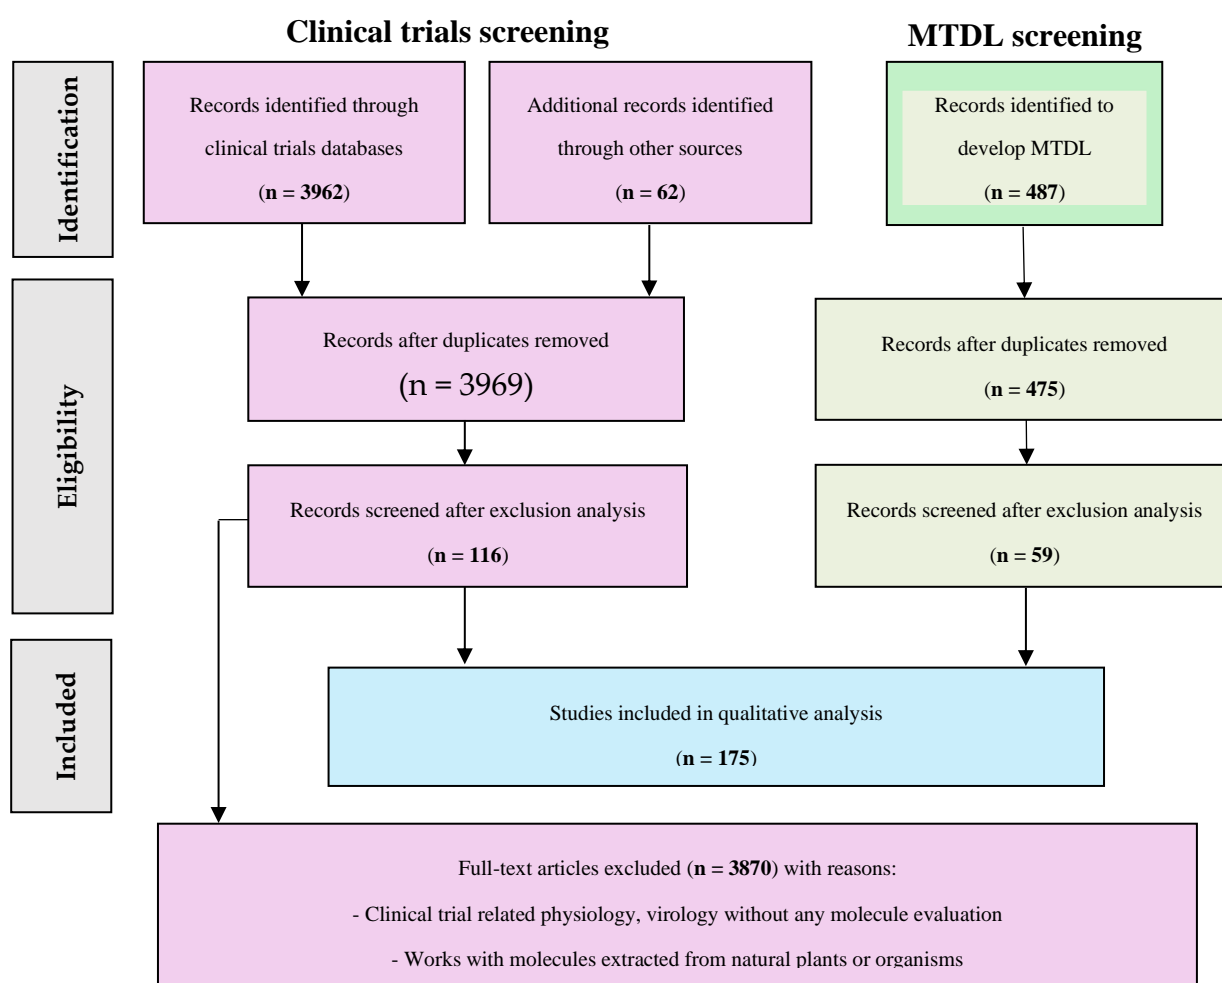 Clinical trials screening
MTDL screening
Identification
Records identified through
clinical trials databases
(n = 3962)
Additional records identified
through other sources
(n = 62)
Records identified to
develop MTDL
(n = 487)
Eligibility
Records after duplicates removed
(n = 3969)
Records after duplicates removed
(n = 475)
Records screened after exclusion analysis
(n = 116)
Records screened after exclusion analysis
(n = 59)
Included
Studies included in qualitative analysis
(n = 175)
Full-text articles excluded (n = 3870) with reasons:
- Clinical trial related physiology, virology without any molecule evaluation
- Works with molecules extracted from natural plants or organisms